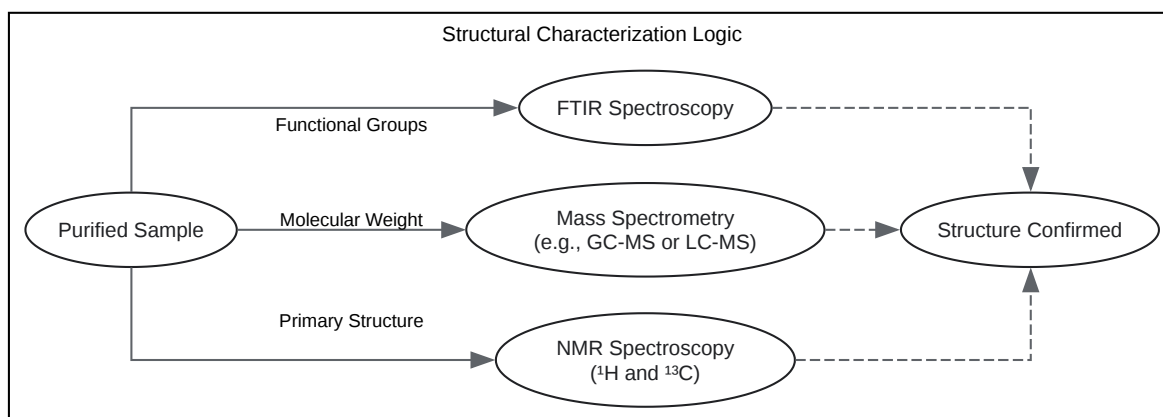 Structural Characterization Logic
FTIR Spectroscopy
Functional Groups
Purified Sample
Molecular Weight
Mass Spectrometry
(e.g., GC-MS or LC-MS)
Structure Confirmed
Primary Structure
NMR Spectroscopy
(¹H and ¹³C)